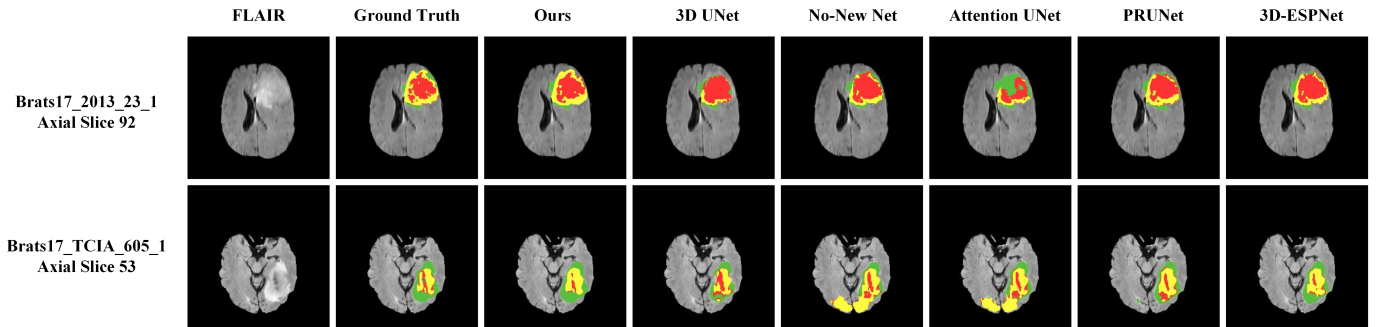 FLAIR Ground Truth Ours 3D UNet No-New Net Attention UNet PRUNet 3D-ESPNet
Brats17_2013_23_1
Axial Slice 92
Brats17_TCIA_605_1
Axial Slice 53